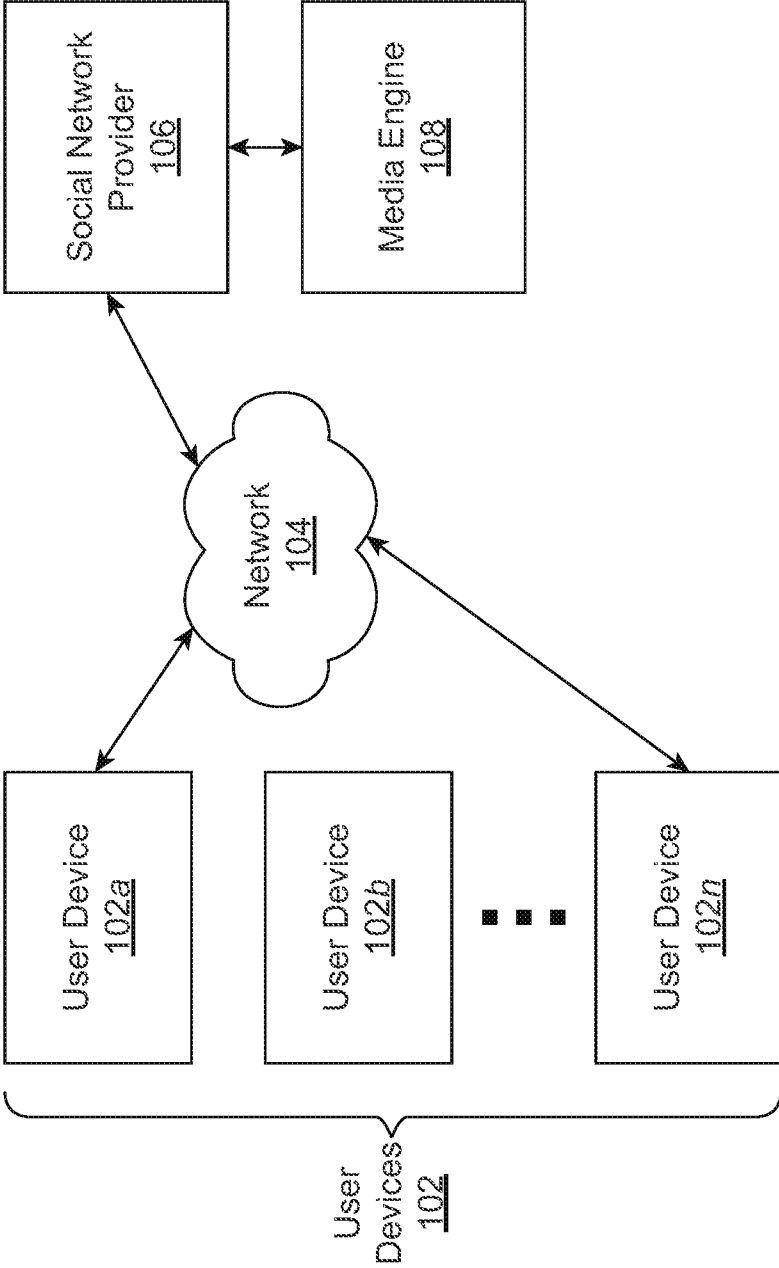 User
Devices
102
User Device
102a
User Device
102b
User Device
102n
Network
104
Social Network
Provider
106
Media Engine
108